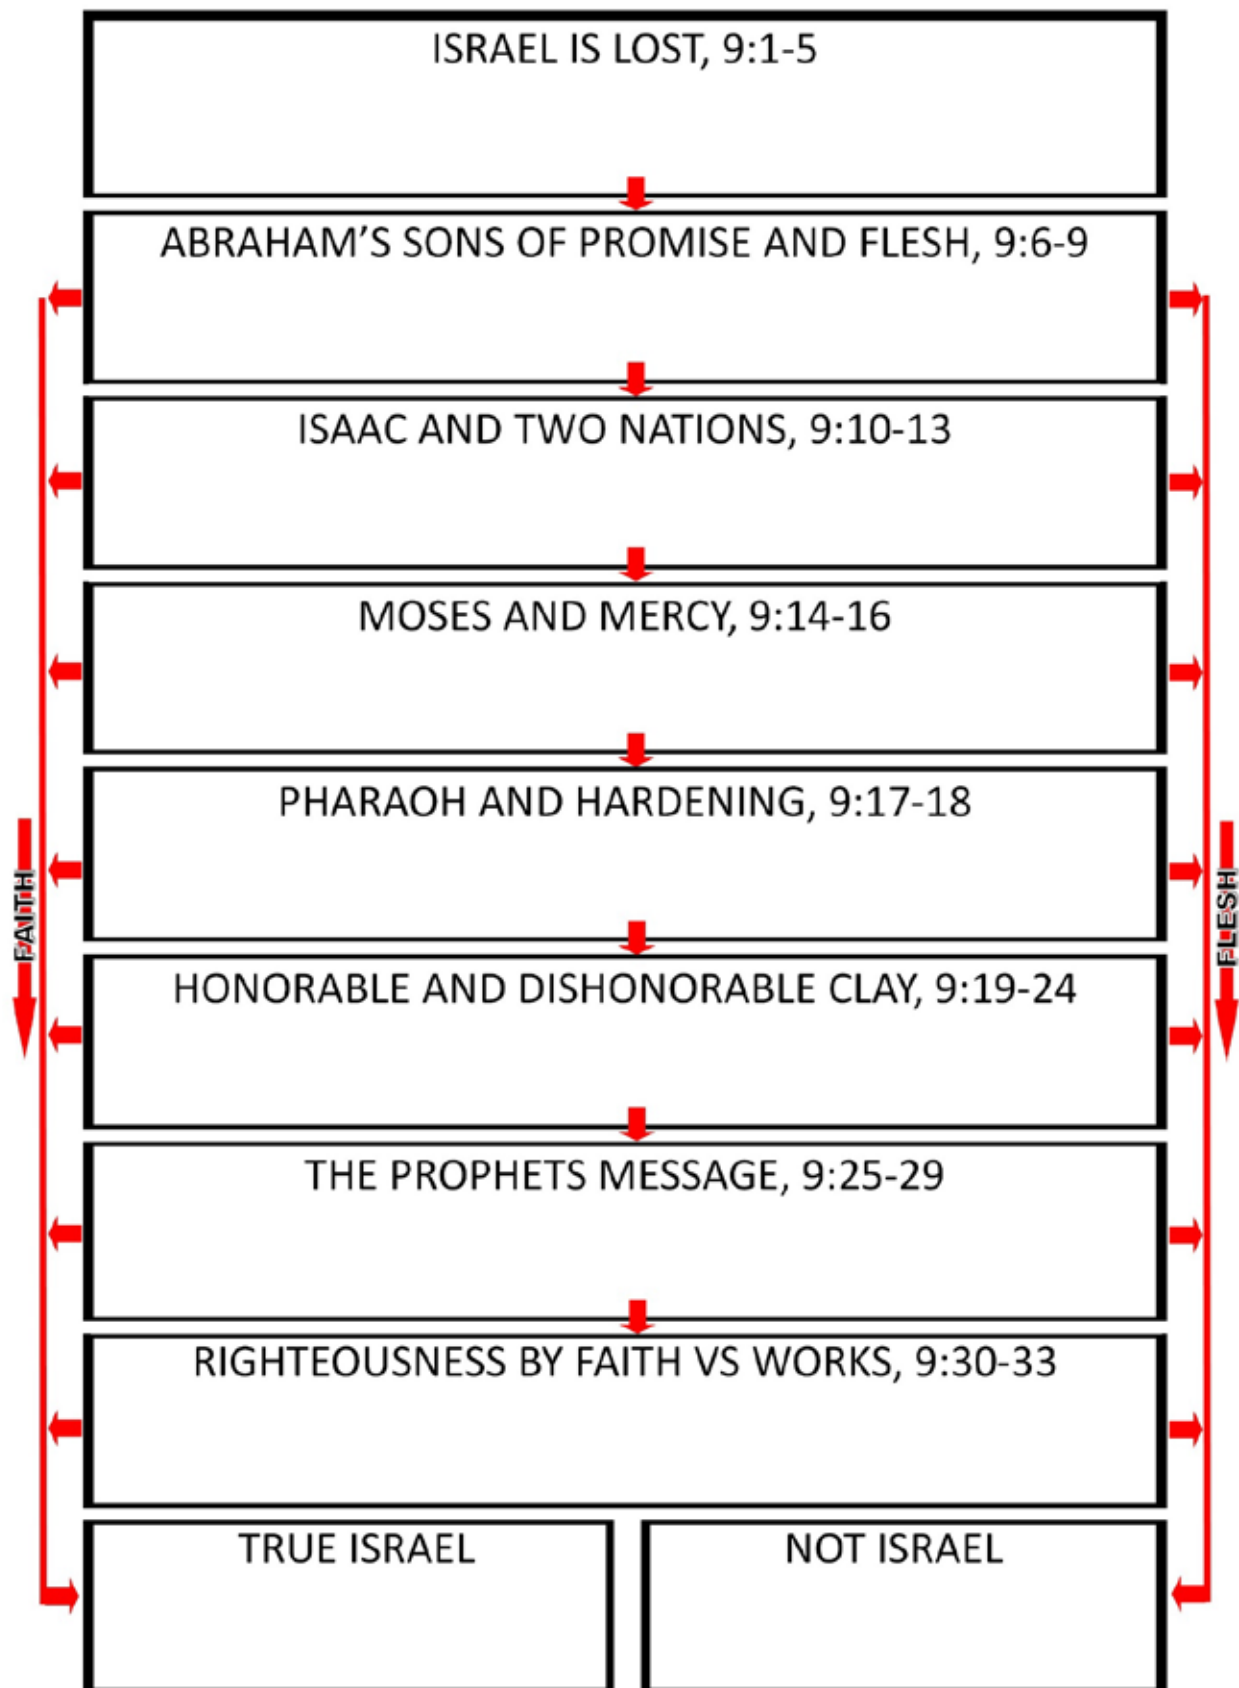 ISRAEL IS LOST, 9:1-5
ABRAHAM’S SONS OF PROMISE AND FLESH, 9:6-9
ISAAC AND TWO NATIONS, 9:10-13
MOSES AND MERCY, 9:14-16
PHARAOH AND HARDENING, 9:17-18
FAITH
FLESH
HONORABLE AND DISHONORABLE CLAY, 9:19-24
THE PROPHETS MESSAGE, 9:25-29
RIGHTEOUSNESS BY FAITH VS WORKS, 9:30-33
TRUE ISRAEL
NOT ISRAEL